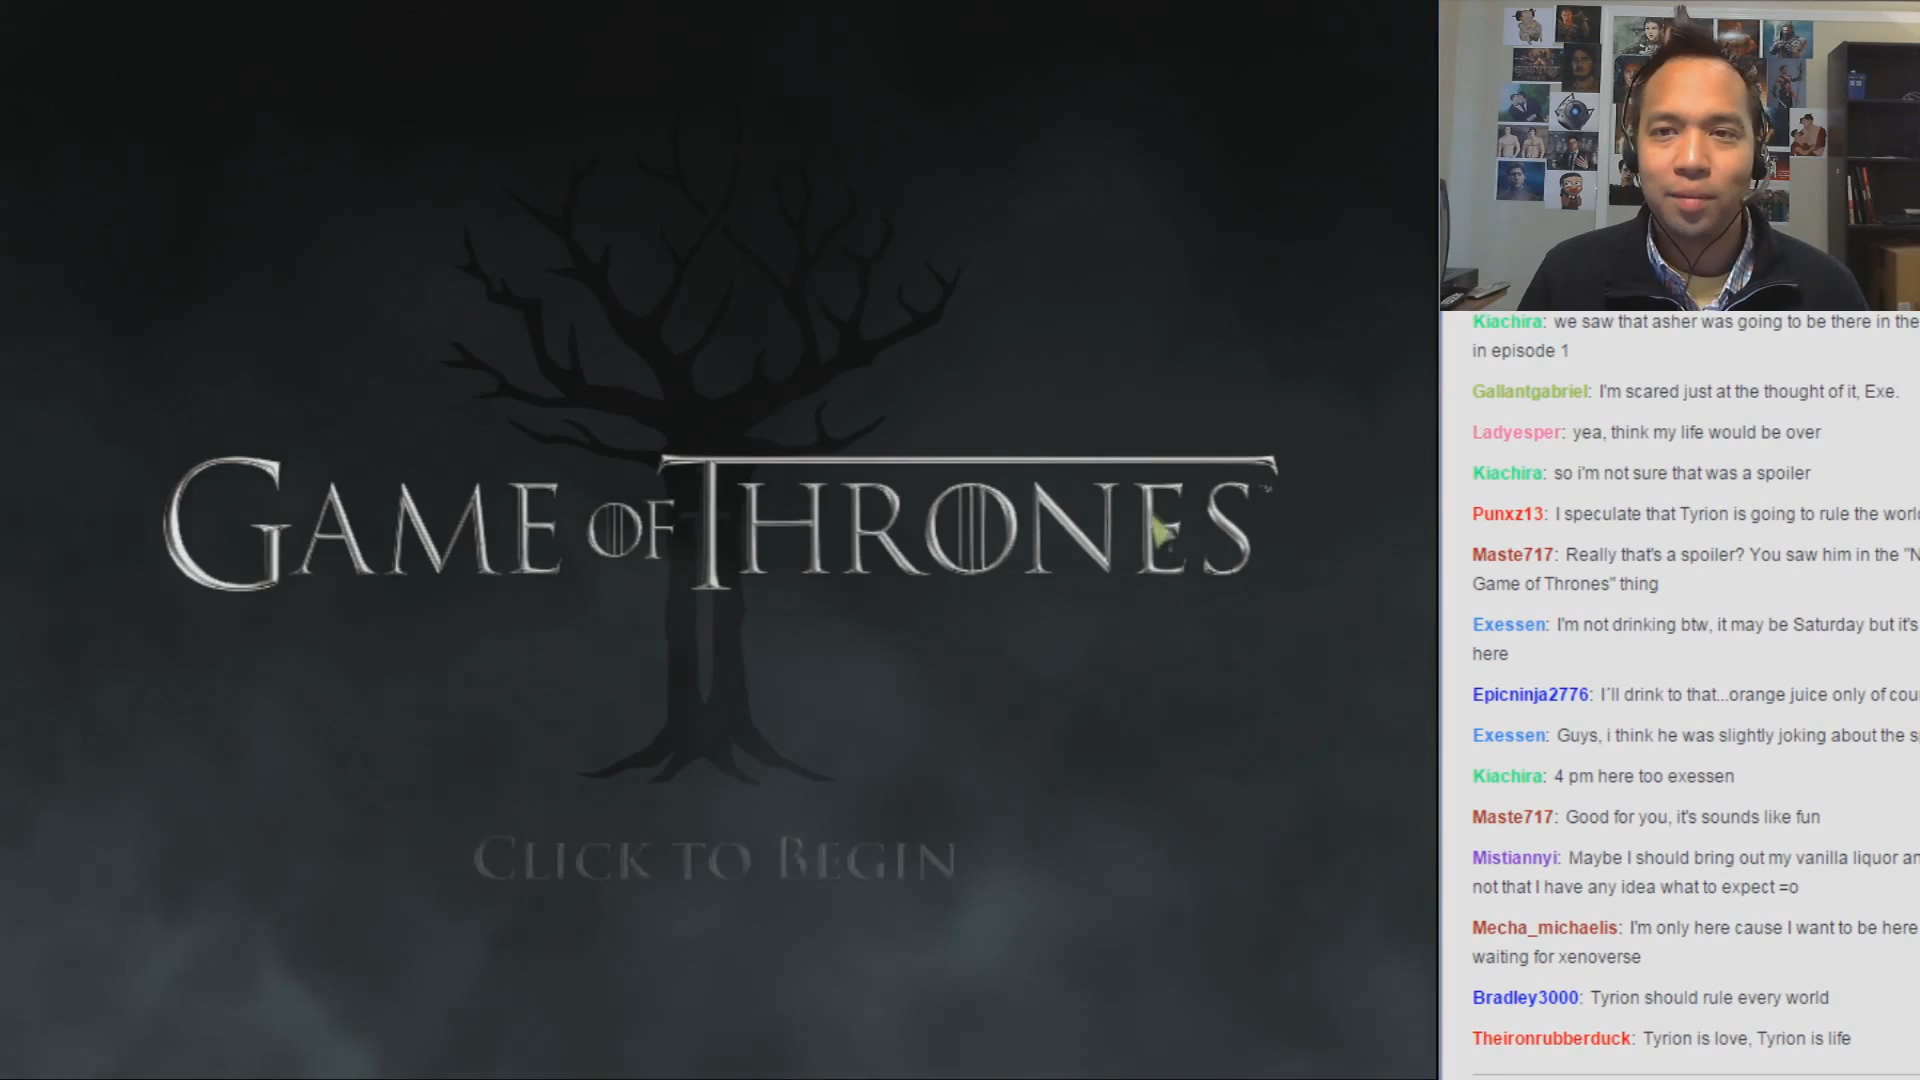 GAME OF THRONES™
CLICK TO BEGIN
Kiachira: we saw that asher was going to be there in the
in episode 1
Gallantgabriel: I'm scared just at the thought of it, Exe.
Ladyesper: yea, think my life would be over
Kiachira: so i'm not sure that was a spoiler
Punxz13: I speculate that Tyrion is going to rule the
Maste717: Really that's a spoiler? You saw him in the
Game of Thrones" thing
Exessen: I'm not drinking btw, it may be Saturday but it's
here
Epicninja2776: I´ll drink to that...orange juice only of
Exessen: Guys, i think he was slightly joking about the
Kiachira: 4 pm here too exessen
Maste717: Good for you, it's sounds like fun
Mistiannyi: Maybe I should bring out my vanilla liquor
not that I have any idea what to expect =o
Mecha_michaelis: I'm only here cause I want to be here
waiting for xenoverse
Bradley3000: Tyrion should rule every world
Theironrubberduck: Tyrion is love, Tyrion is life